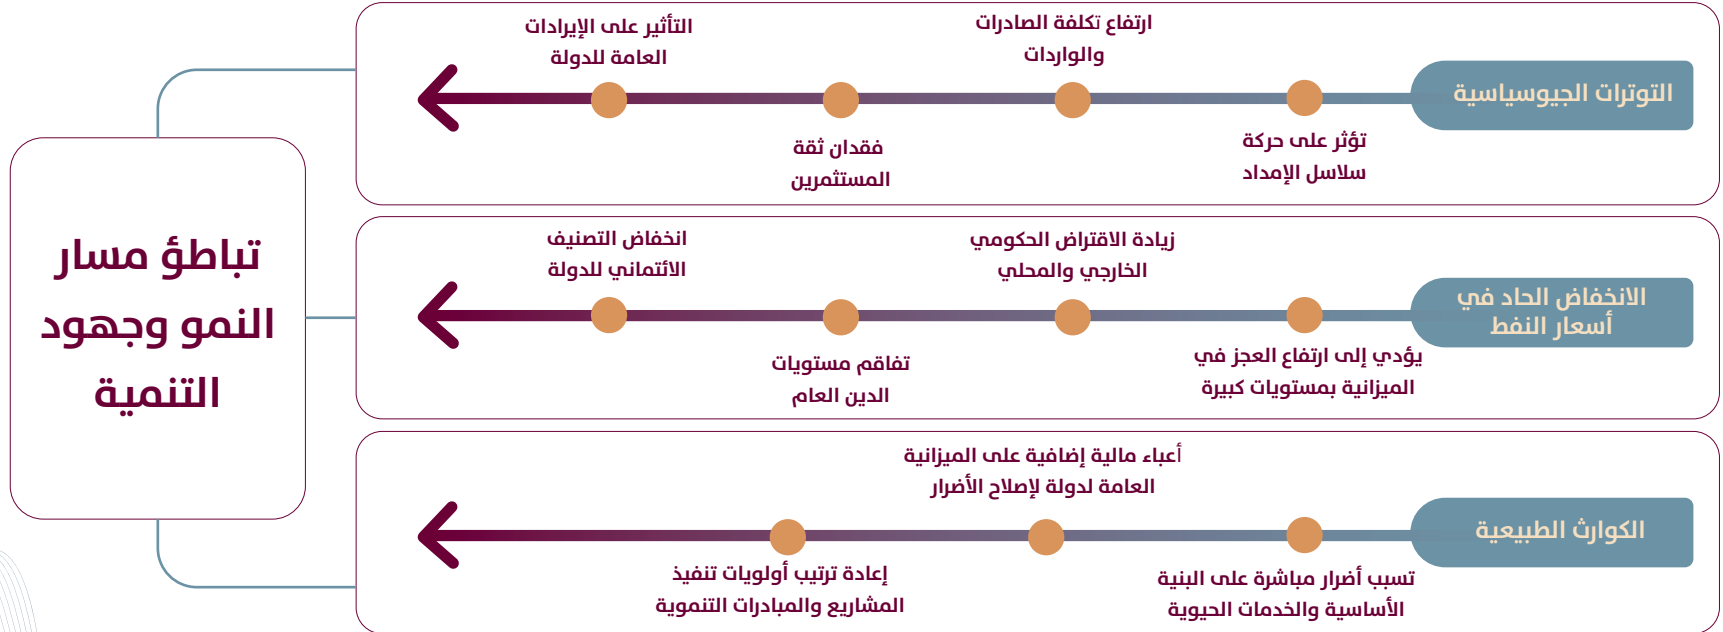 التوترات الجيوسياسية
تؤثر على حركة
سلاسل الإمداد
ارتفاع تكلفة الصادرات
والواردات
فقدان ثقة
المستثمرين
التأثير على الإيرادات
العامة للدولة
الانخفاض الحاد في
أسعار النفط
يؤدي إلى ارتفاع العجز في
الميزانية بمستويات كبيرة
زيادة الاقتراض الحكومي
الخارجي والمحلي
تفاقم مستويات
الدين العام
انخفاض التصنيف
الائتماني للدولة
الكوارث الطبيعية
تسبب أضرار مباشرة على البنية
الأساسية والخدمات الحيوية
أعباء مالية إضافية على الميزانية
العامة لدولة لإصلاح الأضرار
إعادة ترتيب أولويات تنفيذ
المشاريع والمبادرات التنموية
تباطؤ مسار
النمو وجهود
التنمية